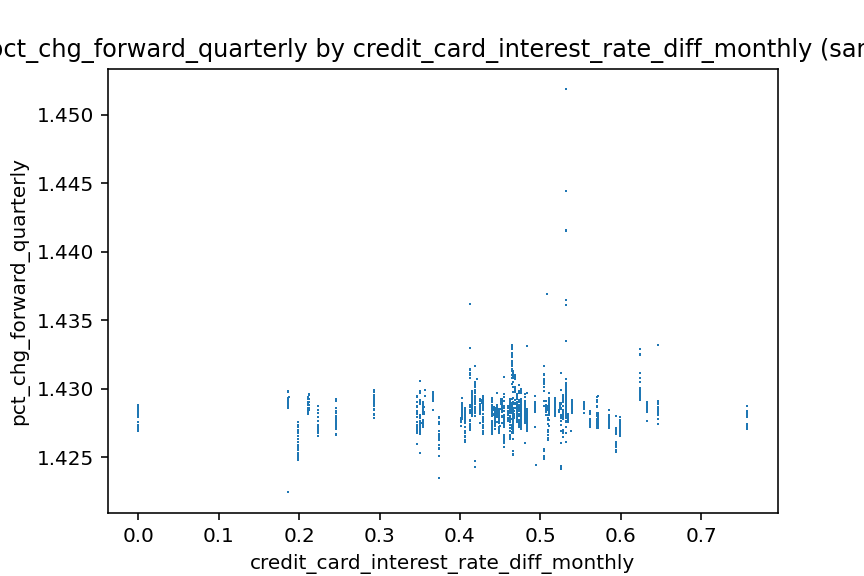 pct_chg_forward_quarterly by credit_card_interest_rate_diff_monthly (sar
1.450
1.445
1.440
1.435
1.430
1.425
pct_chg_forward_quarterly
0.0 0.1 0.2 0.3 0.4 0.5 0.6 0.7
credit_card_interest_rate_diff_monthly